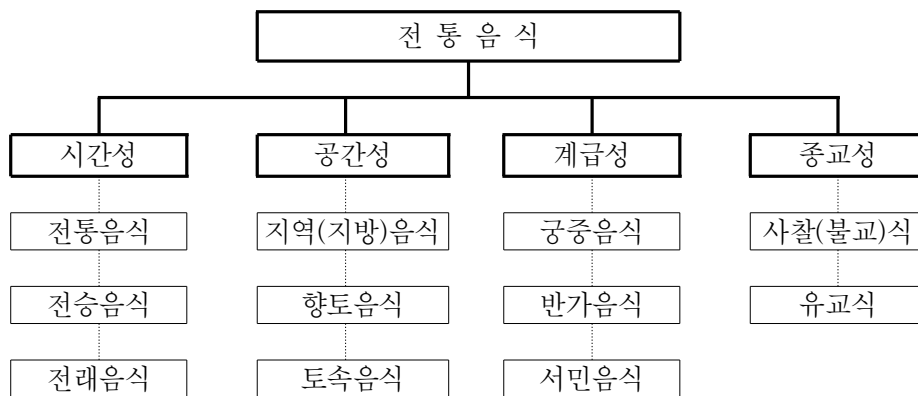 전 통 음 식
시간성 공간성 계급성 종교성
전통음식 지역(지방)음식 궁중음식 사찰(불교)식
전승음식 향토음식 반가음식 유교식
전래음식 토속음식 서민음식